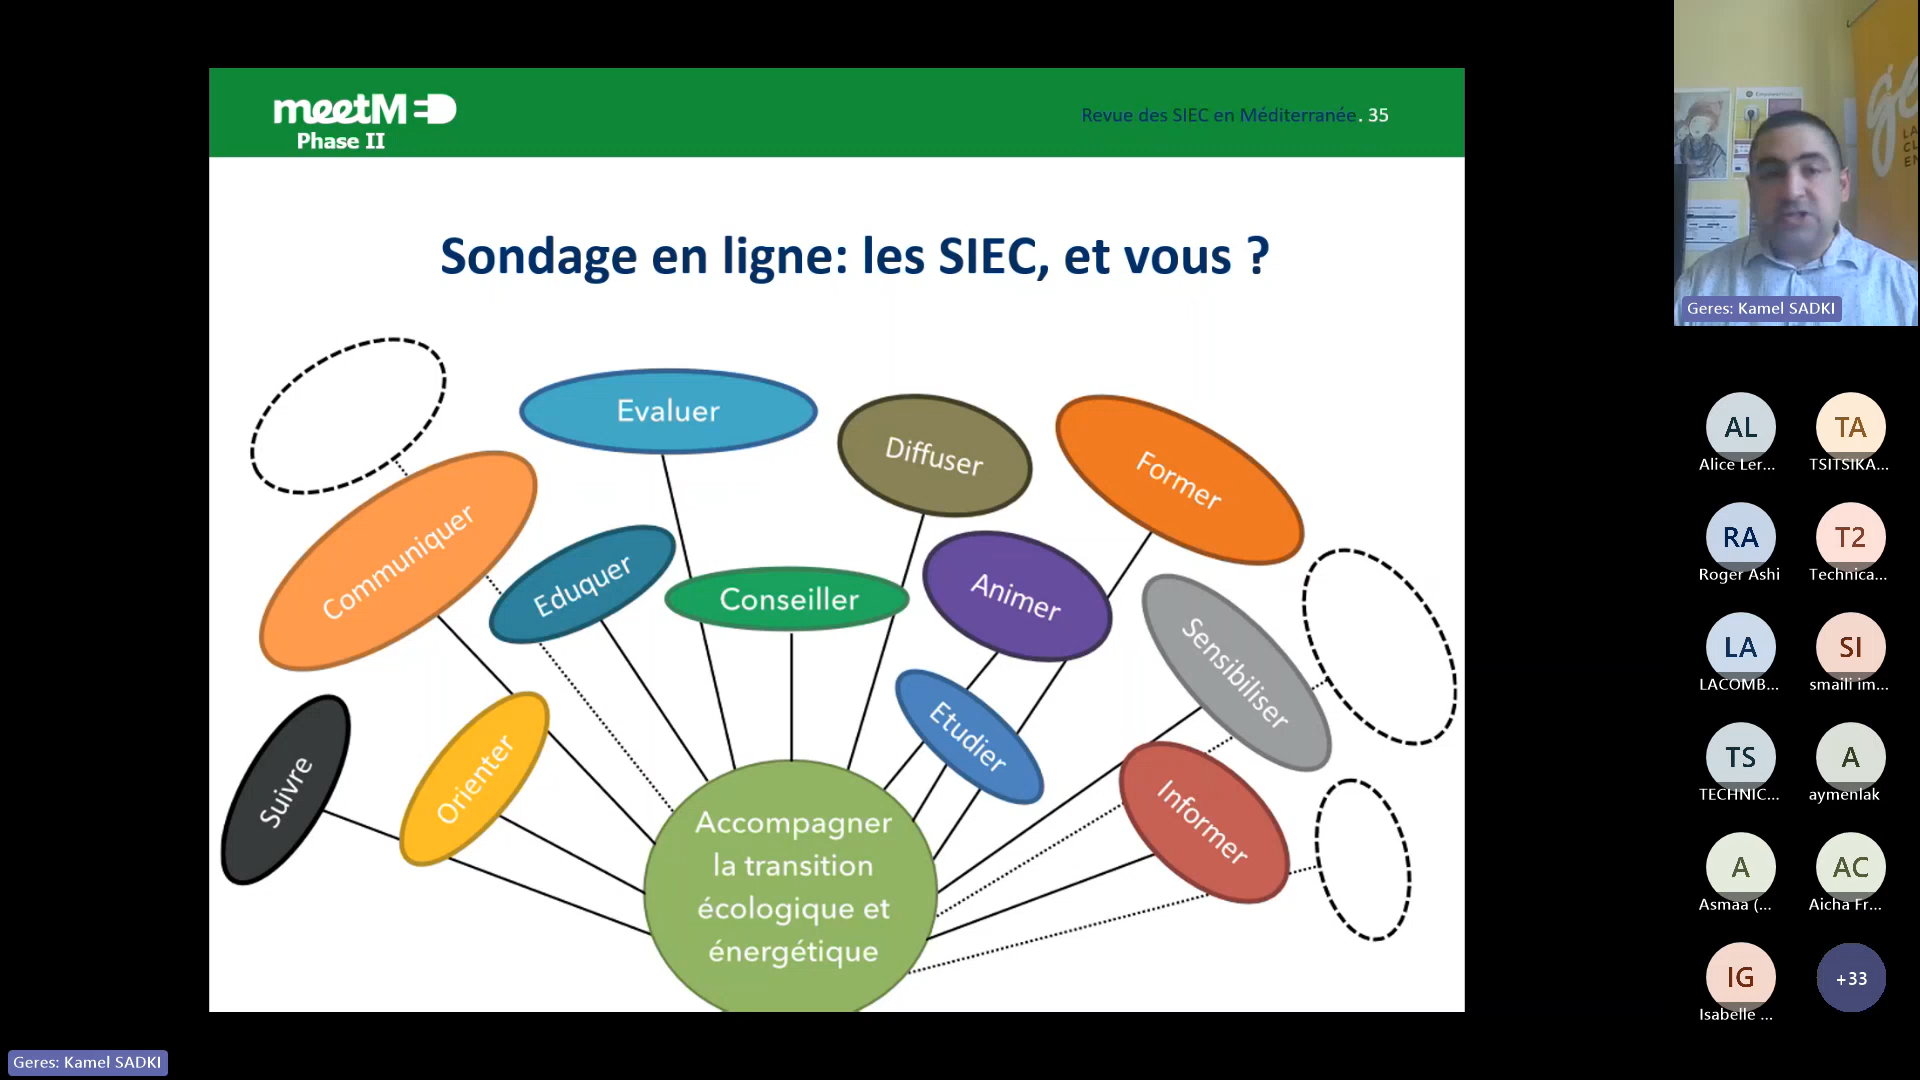 meetMED
Phase II
Revue des SIEC en Méditerranée. 35
Sondage en ligne: les SIEC, et vous ?
Evaluer
Diffuser
Former
Communiquer
Eduquer
Conseiller
Animer
Sensibiliser
Suivre
Orienter
Etudier
Informer
Accompagner
la transition
écologique et
énergétique
Geres: Kamel SADKI
AL
TA
Alice Ler...
TSITSIKA...
RA
T2
Roger Ashi
Technica...
LA
SI
LACOMB...
smaili im...
TS
A
TECHNIC...
aymenlak
A
AC
Asmaa (...
Aicha Fr...
IG
+33
Isabelle ...
Geres: Kamel SADKI